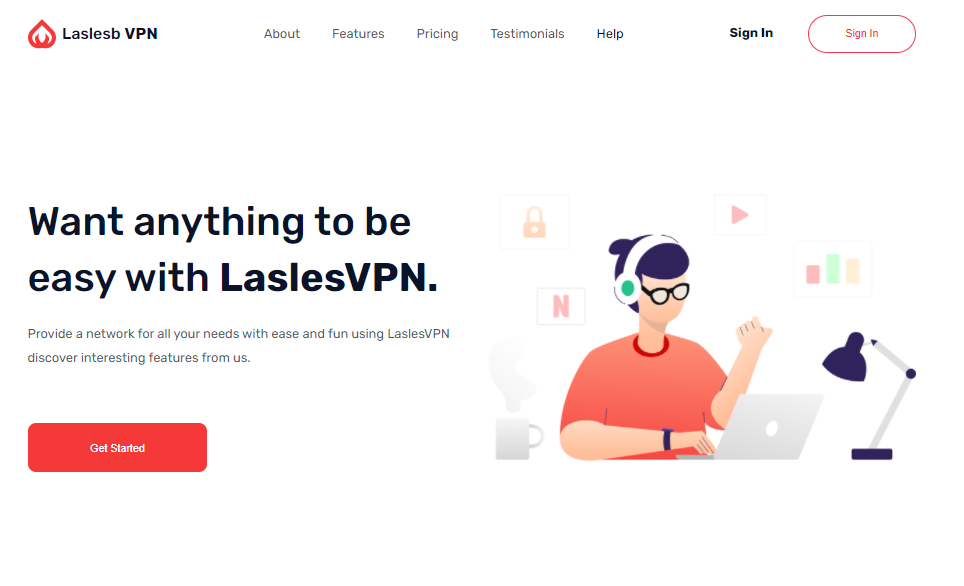 Laslesb VPN
About Features Pricing Testimonials Help
Sign In
Sign In
Want anything to be
easy with LaslesVPN.
Provide a network for all your needs with ease and fun using LaslesVPN
discover interesting features from us.
Get Started
N